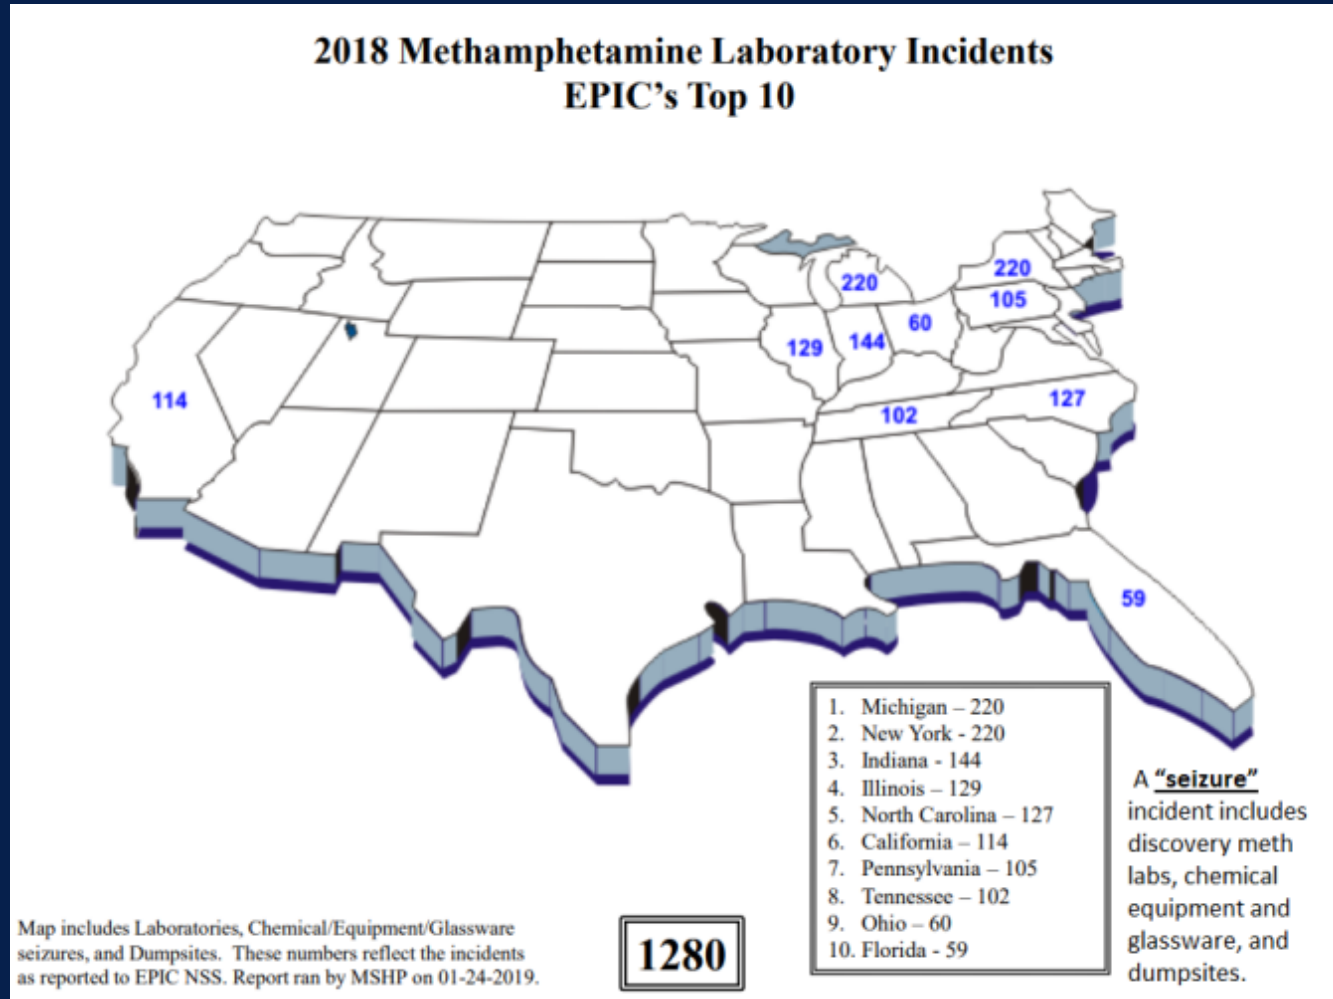 2018 Methamphetamine Laboratory Incidents
EPIC's Top 10
220
220
105
60
129
144
114
127
102
59
1. Michigan – 220
2. New York - 220
3. Indiana - 144
4. Illinois – 129
5. North Carolina – 127
6. California – 114
7. Pennsylvania – 105
8. Tennessee – 102
9. Ohio – 60
10. Florida - 59
A “seizure”
incident includes
discovery meth
labs, chemical
equipment and
glassware, and
dumpsites.
Map includes Laboratories, Chemical/Equipment/Glassware
seizures, and Dumpsites. These numbers reflect the incidents
as reported to EPIC NSS. Report ran by MSHP on 01-24-2019.
1280